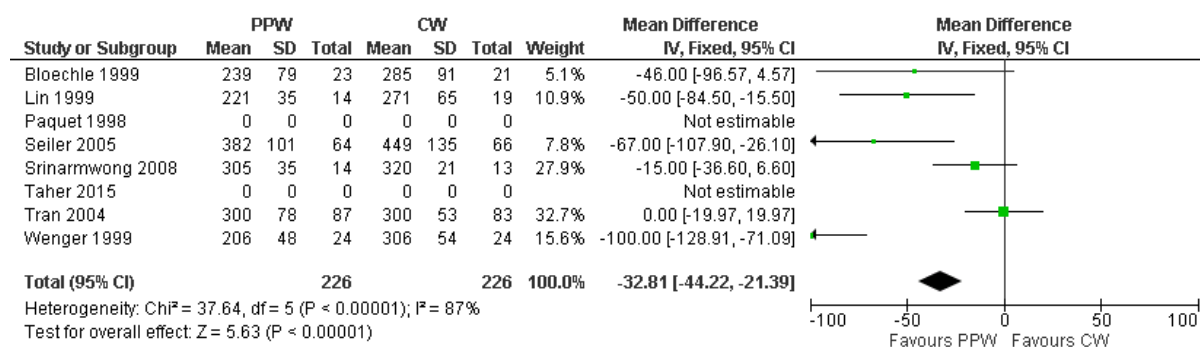 PPW CW Mean Difference Mean Difference
Study or Subgroup Mean SD Total Mean SD Total Weight IV, Fixed, 95% CI IV, Fixed, 95% CI
Bloechle 1999 239 79 23 285 91 21 5.1% -46.00 [-96.57, 4.57]
Lin 1999 221 35 14 271 65 19 10.9% -50.00 [-84.50, -15.50]
Paquet 1998 0 0 0 0 0 0 Not estimable
Seiler 2005 382 101 64 449 135 66 7.8% -67.00 [-107.90, -26.10]
Srinarmwong 2008 305 35 14 320 21 13 27.9% -15.00 [-36.60, 6.60]
Taher 2015 0 0 0 0 0 0 Not estimable
Tran 2004 300 78 87 300 53 83 32.7% 0.00 [-19.97, 19.97]
Wenger 1999 206 48 24 306 54 24 15.6% -100.00 [-128.91, -71.09]
Total (95% CI) 226 226 100.0% -32.81 [-44.22, -21.39]
Heterogeneity: Chi² = 37.64, df = 5 (P < 0.00001); I² = 87%
Test for overall effect: Z = 5.63 (P < 0.00001)
-100 -50 0 50 100
Favours PPW Favours CW